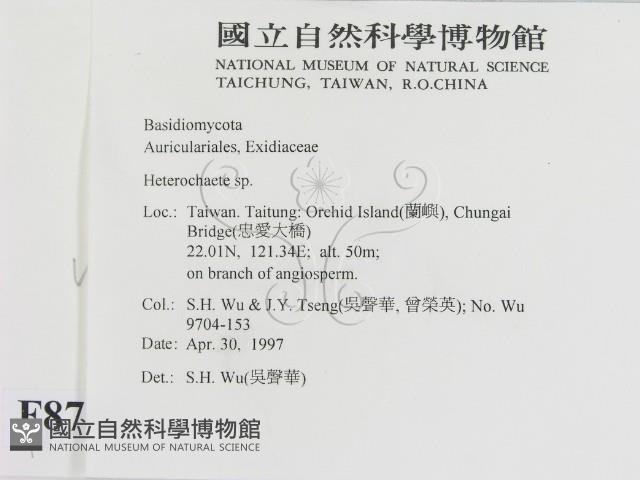 國立自然科學博物館
NATIONAL MUSEUM OF NATURAL SCIENCE
TAICHUNG, TAIWAN, R.O.CHINA
Basidiomycota
Auriculariales, Exidiaceae
Heterochaete sp.
Loc.: Taiwan. Taitung: Orchid Island(蘭嶼), Chungai
Bridge(忠愛大橋)
22.01N, 121.34E; alt. 50m;
on branch of angiosperm.
Col.: S.H. Wu & J.Y. Tseng(吳聲華, 曾榮英); No. Wu
9704-153
Date: Apr. 30, 1997
Det.: S.H. Wu(吳聲華)
F87
國立自然科學博物館
NATIONAL MUSEUM OF NATURAL SCIENCE